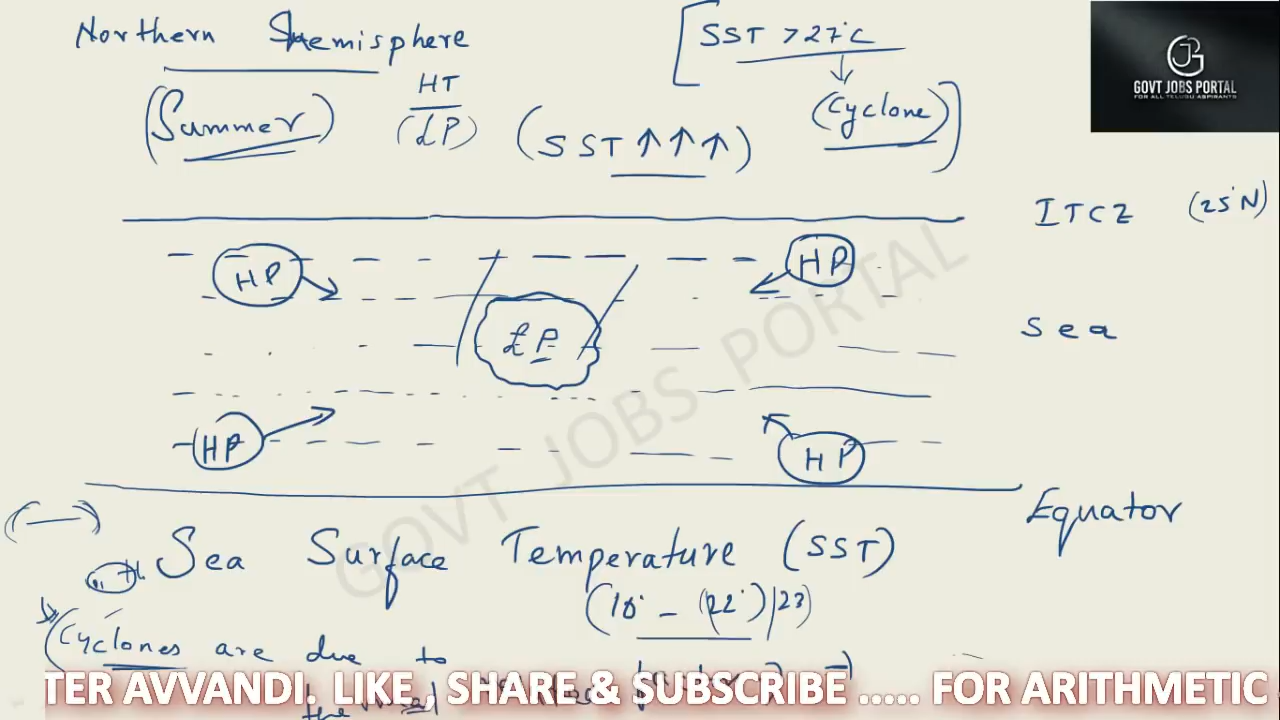 Northern Hemisphere
SST >27°C
(Cyclone)
GOVT JOBS PORTAL
FOR ALL TELUGU ASPIRANTS
HT
(Summer)
(LP)
(SST ↑↑↑)
ITCZ (25°N)
HP
HP
LP
Sea
HP
HP
GOVT JOBS PORTAL
Equator
Sea Surface Temperature (SST)
(10° - (22°)/23)
(Cyclones are due to
TER AVVANDI, LIKE , SHARE & SUBSCRIBE ..... FOR ARITHMETIC